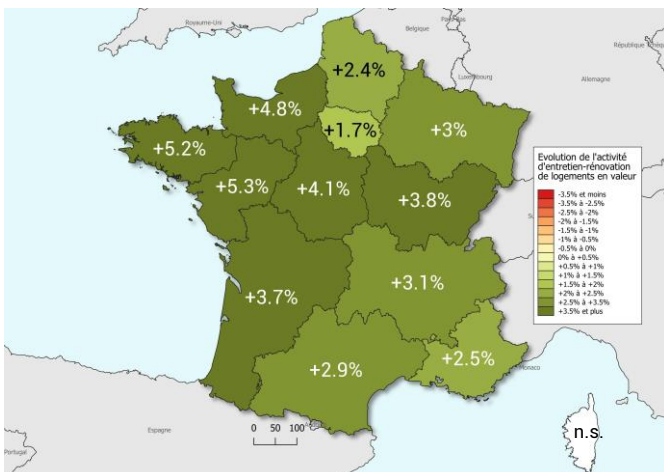 Royaume-Uni
Belgique
Luxembourg
Allemagne
+2.4%
+4.8%
+1.7%
+3%
+5.2%
+5.3%
+4.1%
+3.8%
+3.7%
+3.1%
+2.5%
+2.9%
Monaco
n.s.
Espagne
Portugal
0 50 100
Evolution de l'activité
d'entretien-rénovation
de logements en valeur
-3.5% et moins
-3.5% à -2.5%
-2.5% à -2%
-2% à -1.5%
-1.5% à -1%
-1% à -0.5%
-0.5% à 0%
0% à +0.5%
+0.5% à +1%
+1% à +1.5%
+1.5% à +2%
+2% à +2.5%
+2.5% à +3.5%
+3.5% et plus